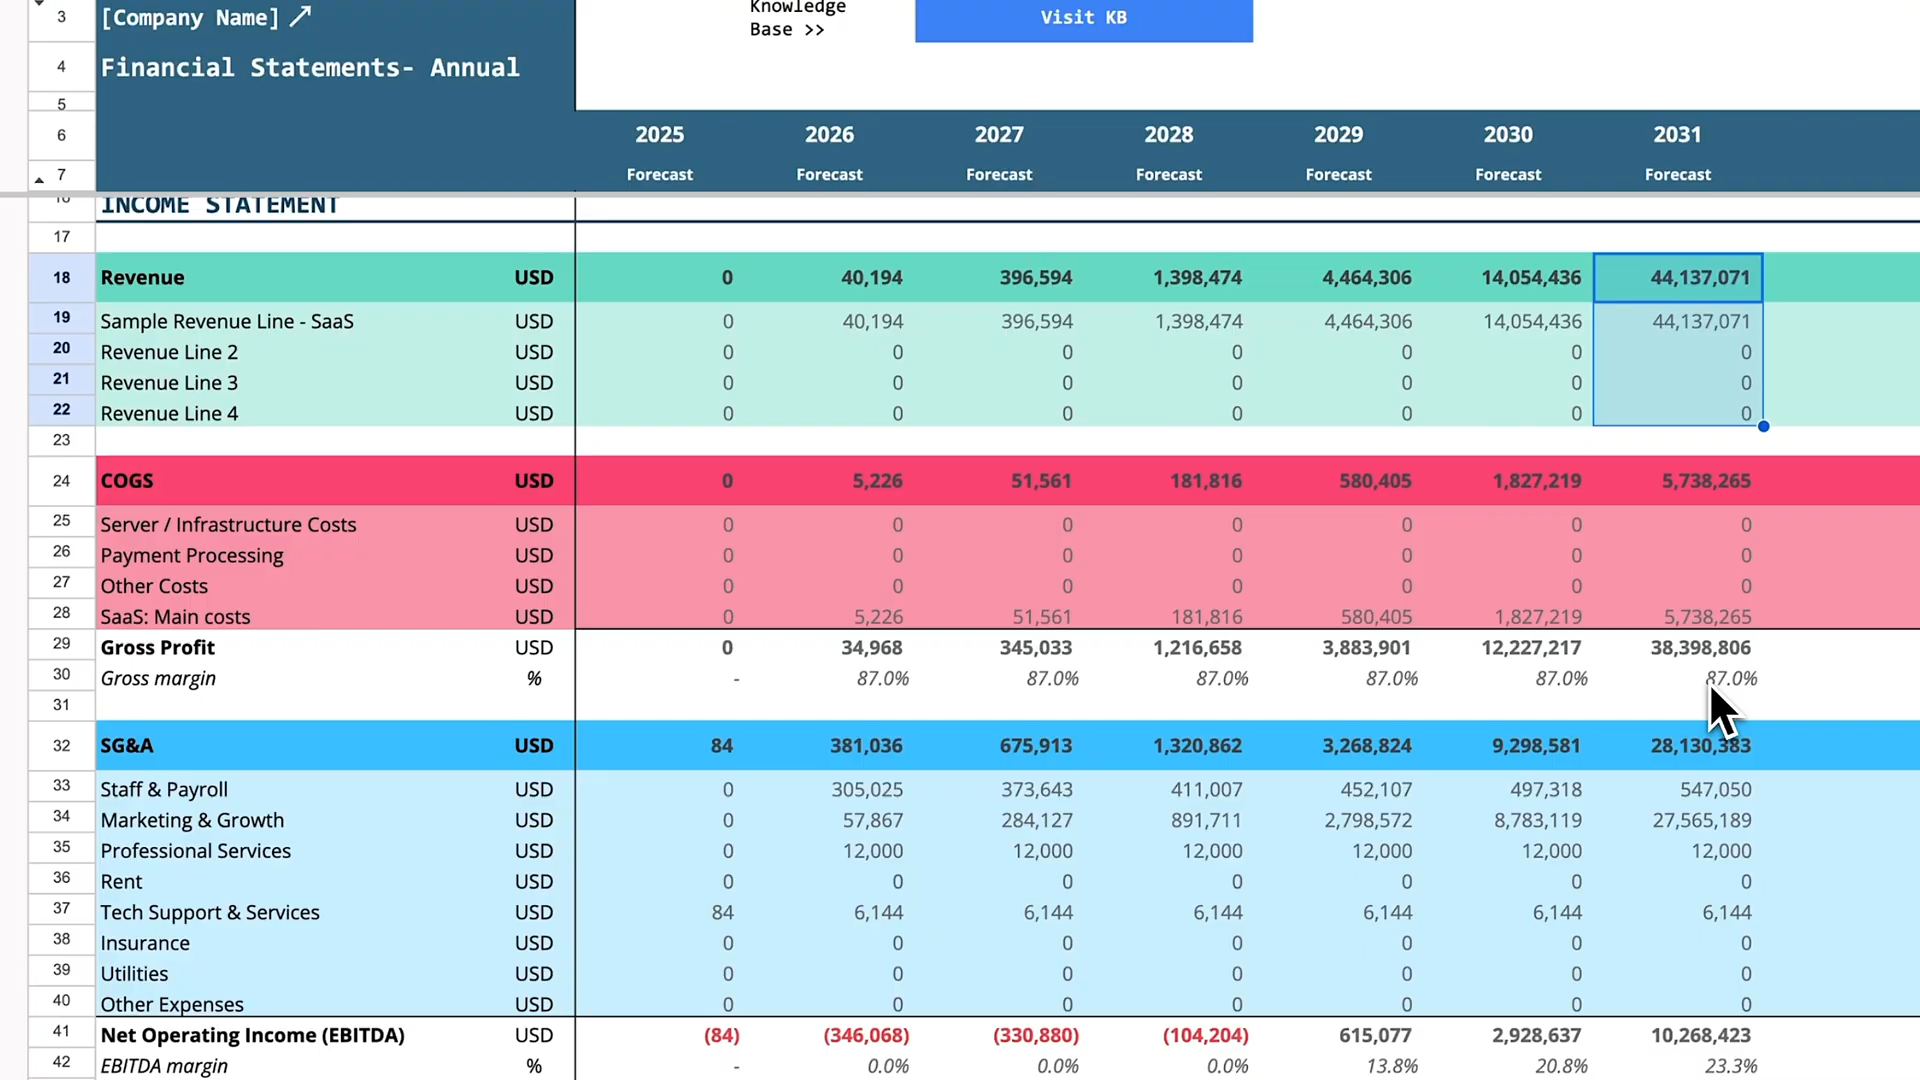 Knowledge
3 [Company Name] Base >> Visit KB
4 Financial Statements- Annual
5
6 2025 2026 2027 2028 2029 2030 2031
7 Forecast Forecast Forecast Forecast Forecast Forecast Forecast
16 INCOME STATEMENT
17
18 Revenue USD 0 40,194 396,594 1,398,474 4,464,306 14,054,436 44,137,071
19 Sample Revenue Line - SaaS USD 0 40,194 396,594 1,398,474 4,464,306 14,054,436 44,137,071
20 Revenue Line 2 USD 0 0 0 0 0 0 0
21 Revenue Line 3 USD 0 0 0 0 0 0 0
22 Revenue Line 4 USD 0 0 0 0 0 0 0
23
24 COGS USD 0 5,226 51,561 181,816 580,405 1,827,219 5,738,265
25 Server / Infrastructure Costs USD 0 0 0 0 0 0 0
26 Payment Processing USD 0 0 0 0 0 0 0
27 Other Costs USD 0 0 0 0 0 0 0
28 SaaS: Main costs USD 0 5,226 51,561 181,816 580,405 1,827,219 5,738,265
29 Gross Profit USD 0 34,968 345,033 1,216,658 3,883,901 12,227,217 38,398,806
30 Gross margin % - 87.0% 87.0% 87.0% 87.0% 87.0% 87.0%
31
32 SG&A USD 84 381,036 675,913 1,320,862 3,268,824 9,298,581 28,130,383
33 Staff & Payroll USD 0 305,025 373,643 411,007 452,107 497,318 547,050
34 Marketing & Growth USD 0 57,867 284,127 891,711 2,798,572 8,783,119 27,565,189
35 Professional Services USD 0 12,000 12,000 12,000 12,000 12,000 12,000
36 Rent USD 0 0 0 0 0 0 0
37 Tech Support & Services USD 84 6,144 6,144 6,144 6,144 6,144 6,144
38 Insurance USD 0 0 0 0 0 0 0
39 Utilities USD 0 0 0 0 0 0 0
40 Other Expenses USD 0 0 0 0 0 0 0
41 Net Operating Income (EBITDA) USD (84) (346,068) (330,880) (104,204) 615,077 2,928,637 10,268,423
42 EBITDA margin % - 0.0% 0.0% 0.0% 13.8% 20.8% 23.3%